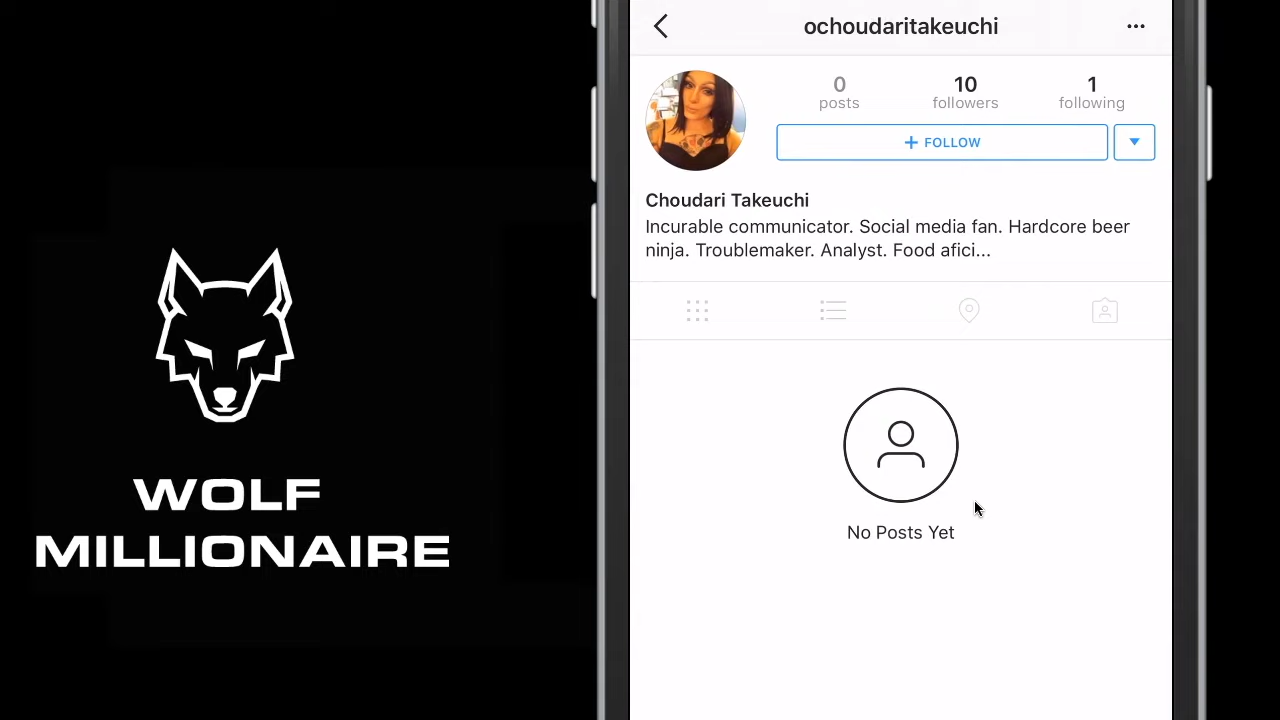 WOLF
MILLIONAIRE
ochoudaritakeuchi
0 10 1
posts followers following
+ FOLLOW
Choudari Takeuchi
Incurable communicator. Social media fan. Hardcore beer
ninja. Troublemaker. Analyst. Food afici...
No Posts Yet